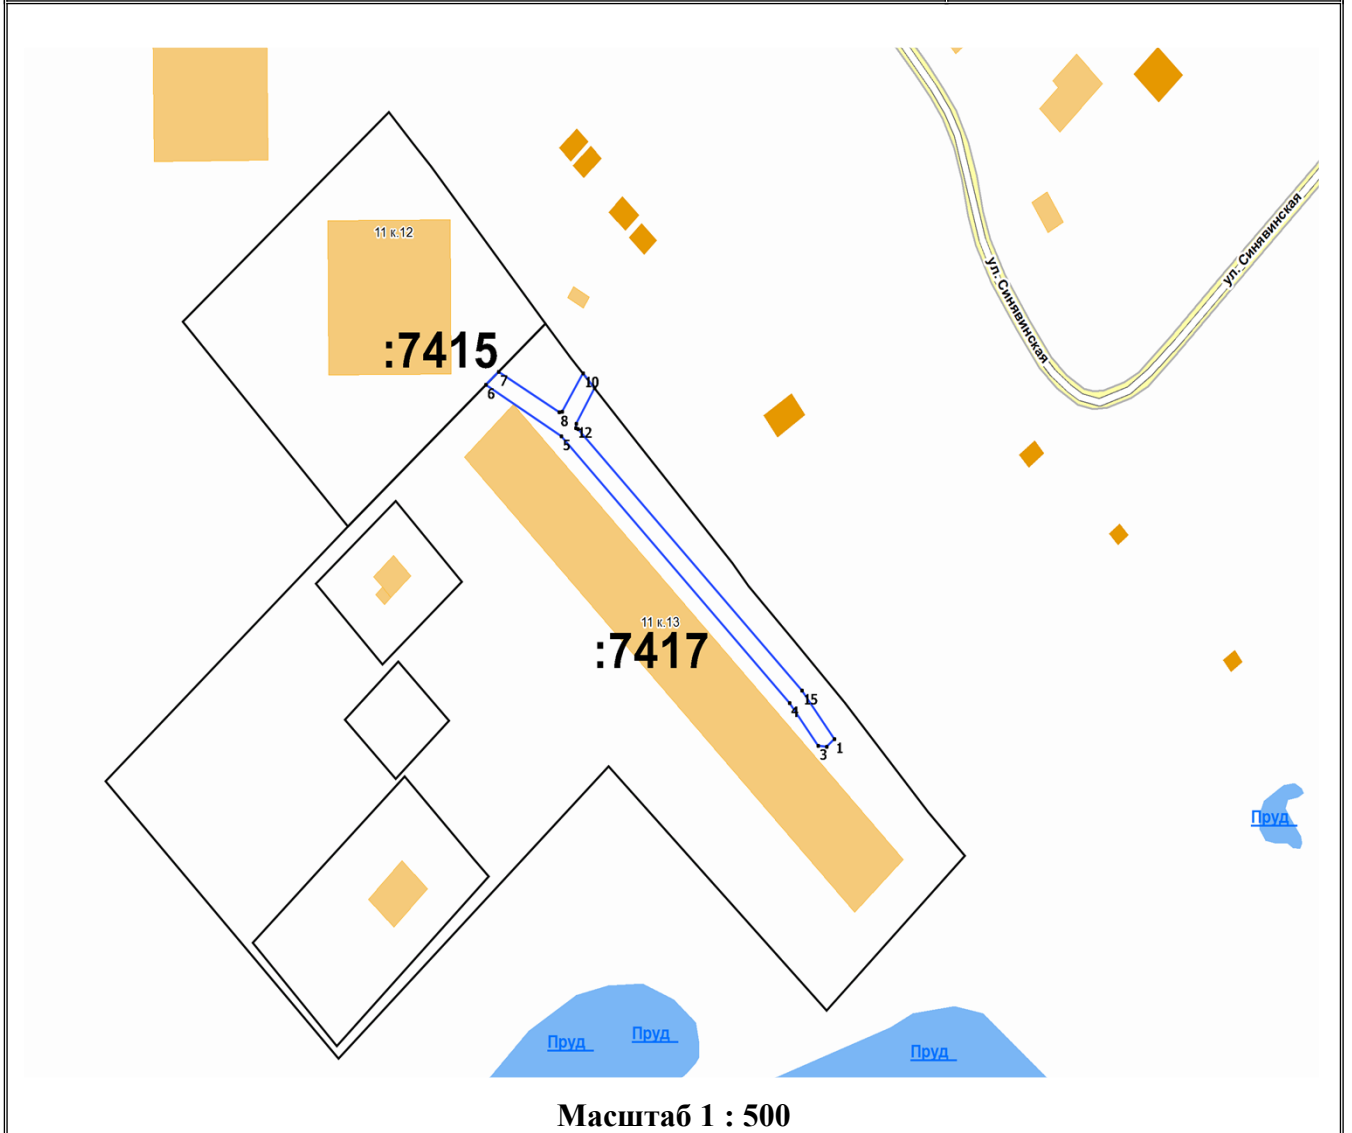 ул. Синявинская
ул. Синявинская
11 к.12
:7415
7
10
6
8
12
5
11 к.13
:7417
15
4
3
1
Пруд
Пруд
Пруд
Пруд
Масштаб 1 : 500